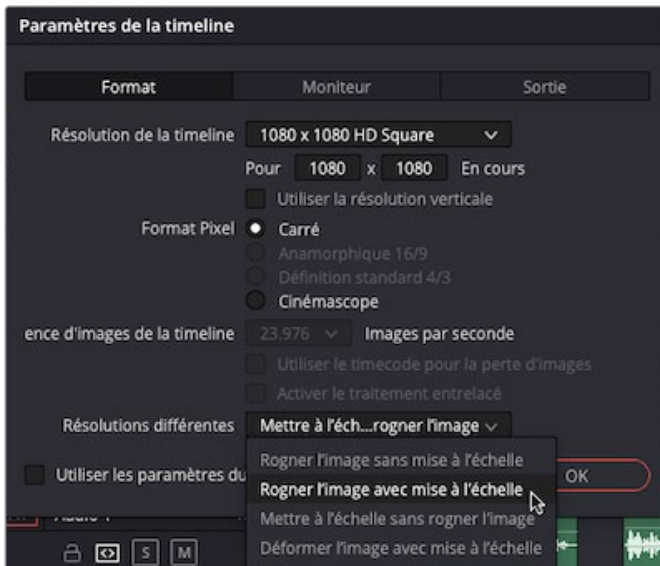 Paramètres de la timeline
Format Moniteur Sortie
Résolution de la timeline 1080 x 1080 HD Square
Pour 1080 x 1080 En cours
Utiliser la résolution verticale
Format Pixel Carré
Anamorphique 16/9
Définition standard 4/3
Cinémascope
ence d'images de la timeline 23,976 Images par seconde
Utiliser le timecode pour la perte d'images
Activer le traitement entrelacé
Résolutions différentes Mettre à l'éch...rogner l'image
Rogner l'image sans mise à l'échelle
Utiliser les paramètres du OK
Rogner l'image avec mise à l'échelle
Mettre à l'échelle sans rogner l'image
Déformer l'image avec mise à l'échelle
S M